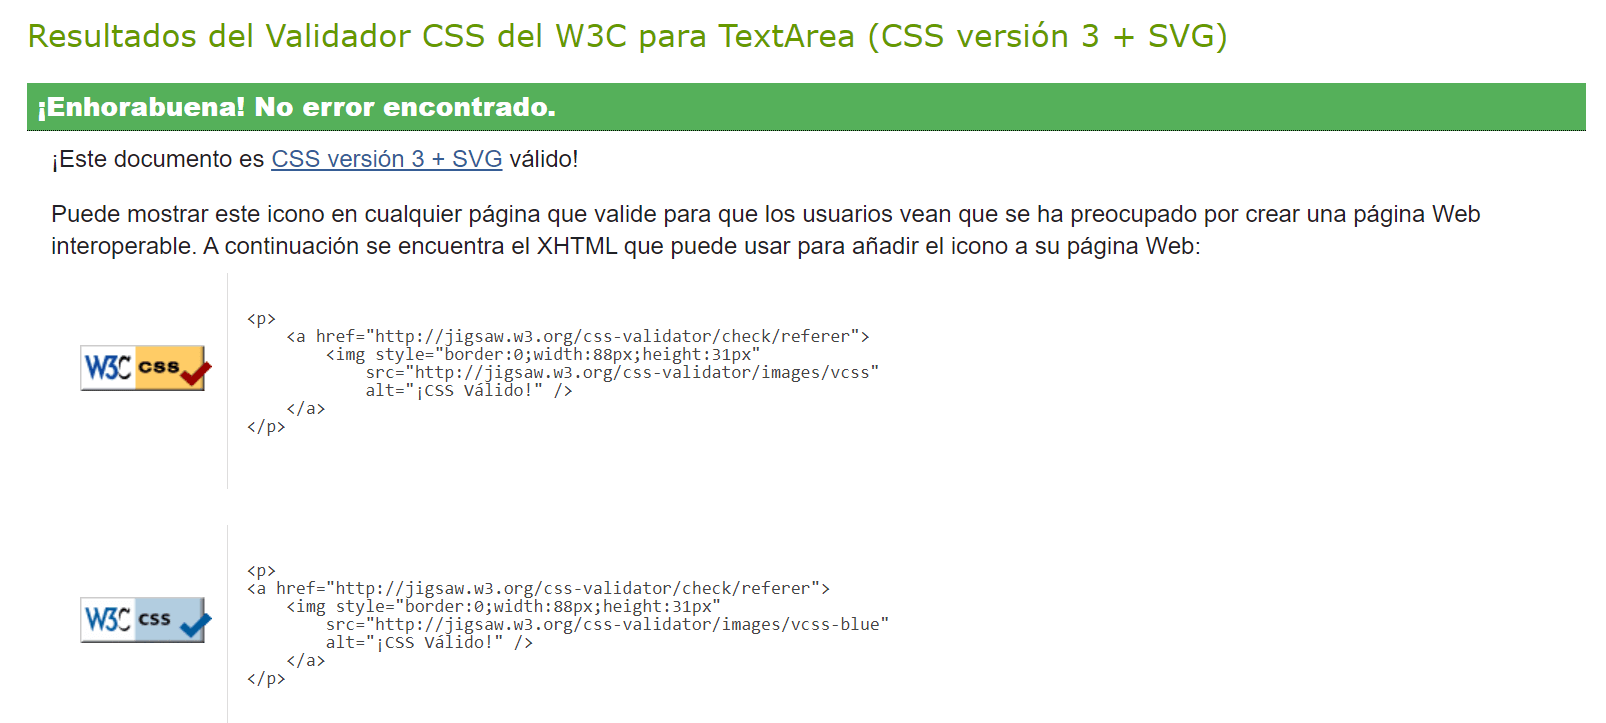 Resultados del Validador CSS del W3C para TextArea (CSS versión 3 + SVG)
¡Enhorabuena! No error encontrado.
¡Este documento es CSS versión 3 + SVG válido!
Puede mostrar este icono en cualquier página que valide para que los usuarios vean que se ha preocupado por crear una página Web
interoperable. A continuación se encuentra el XHTML que puede usar para añadir el icono a su página Web:
W3C css
<p>
    <a href="http://jigsaw.w3.org/css-validator/check/referer">
        <img style="border:0;width:88px;height:31px"
            src="http://jigsaw.w3.org/css-validator/images/vcss"
            alt="¡CSS Válido!" />
    </a>
</p>
W3C css
<p>
<a href="http://jigsaw.w3.org/css-validator/check/referer">
    <img style="border:0;width:88px;height:31px"
        src="http://jigsaw.w3.org/css-validator/images/vcss-blue"
        alt="¡CSS Válido!" />
    </a>
</p>